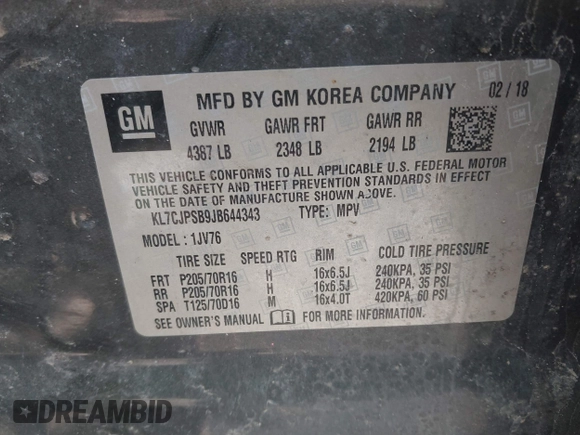 GM
MFD BY GM KOREA COMPANY 02 / 18
GVWR GAWR FRT GAWR RR
4387 LB 2348 LB 2194 LB
THIS VEHICLE CONFORMS TO ALL APPLICABLE U.S. FEDERAL MOTOR
VEHICLE SAFETY AND THEFT PREVENTION STANDARDS IN EFFECT
ON THE DATE OF MANUFACTURE SHOWN ABOVE.
KL7CJPSB9JB644343 TYPE: MPV
MODEL : 1JV76
TIRE SIZE SPEED RTG RIM COLD TIRE PRESSURE
FRT P205/70R16 H 16x6.5J 240KPA, 35 PSI
RR P205/70R16 H 16x6.5J 240KPA, 35 PSI
SPA T125/70D16 M 16x4.0T 420KPA, 60 PSI
SEE OWNER'S MANUAL FOR MORE INFORMATION.
DREAMBID